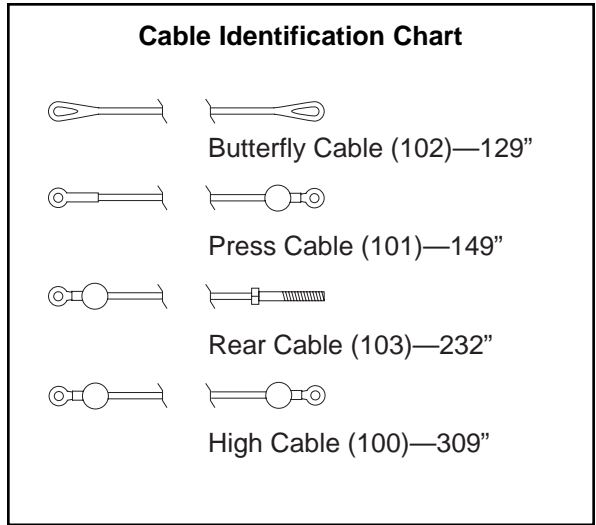 Cable Identification Chart
Butterfly Cable (102)—129”
Press Cable (101)—149”
Rear Cable (103)—232”
High Cable (100)—309”